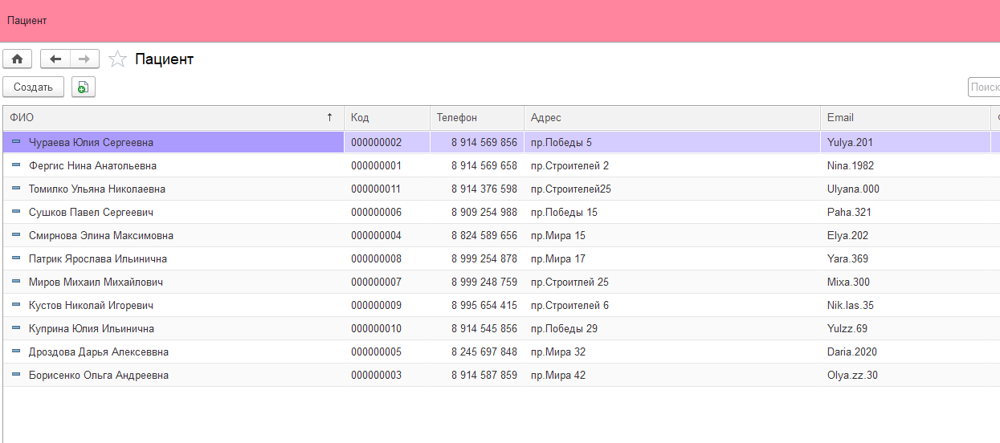 Пациент
Пациент
Создать
Поиск
ФИО ↑ Код Телефон Адрес Email
Чураева Юлия Сергеевна 000000002 8 914 569 856 пр.Победы 5 Yulya.201
Фергис Нина Анатольевна 000000001 8 914 569 658 пр.Строителей 2 Nina.1982
Томилко Ульяна Николаевна 000000011 8 914 376 598 пр.Строителей25 Ulyana.000
Сушков Павел Сергеевич 000000006 8 909 254 988 пр.Победы 15 Paha.321
Смирнова Элина Максимовна 000000004 8 824 589 656 пр.Мира 15 Elya.202
Патрик Ярослава Ильинична 000000008 8 999 254 878 пр.Мира 17 Yara.369
Миров Михаил Михайлович 000000007 8 999 248 759 пр.Строитлей 25 Mixa.300
Кустов Николай Игоревич 000000009 8 995 654 415 пр.Строителей 6 Nik.las.35
Куприна Юлия Ильинична 000000010 8 914 545 856 пр.Победы 29 Yulzz.69
Дроздова Дарья Алексеввна 000000005 8 245 697 848 пр.Мира 32 Daria.2020
Борисенко Ольга Андреевна 000000003 8 914 587 859 пр.Мира 42 Olya.zz.30